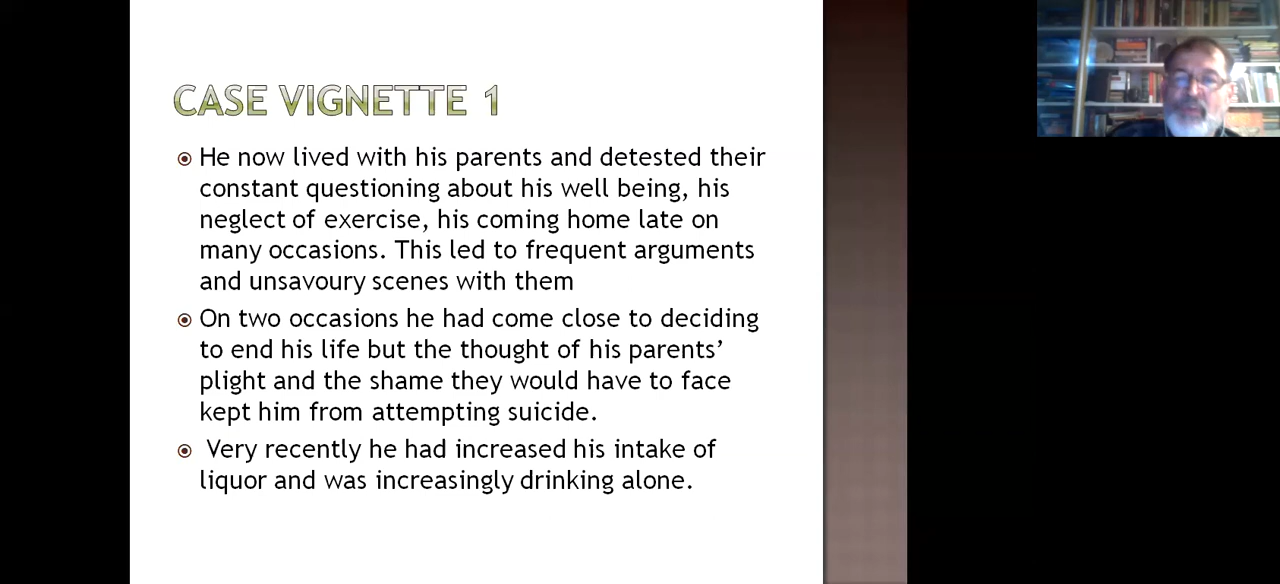 CASE VIGNETTE 1
He now lived with his parents and detested their
constant questioning about his well being, his
neglect of exercise, his coming home late on
many occasions. This led to frequent arguments
and unsavoury scenes with them
On two occasions he had come close to deciding
to end his life but the thought of his parents’
plight and the shame they would have to face
kept him from attempting suicide.
Very recently he had increased his intake of
liquor and was increasingly drinking alone.